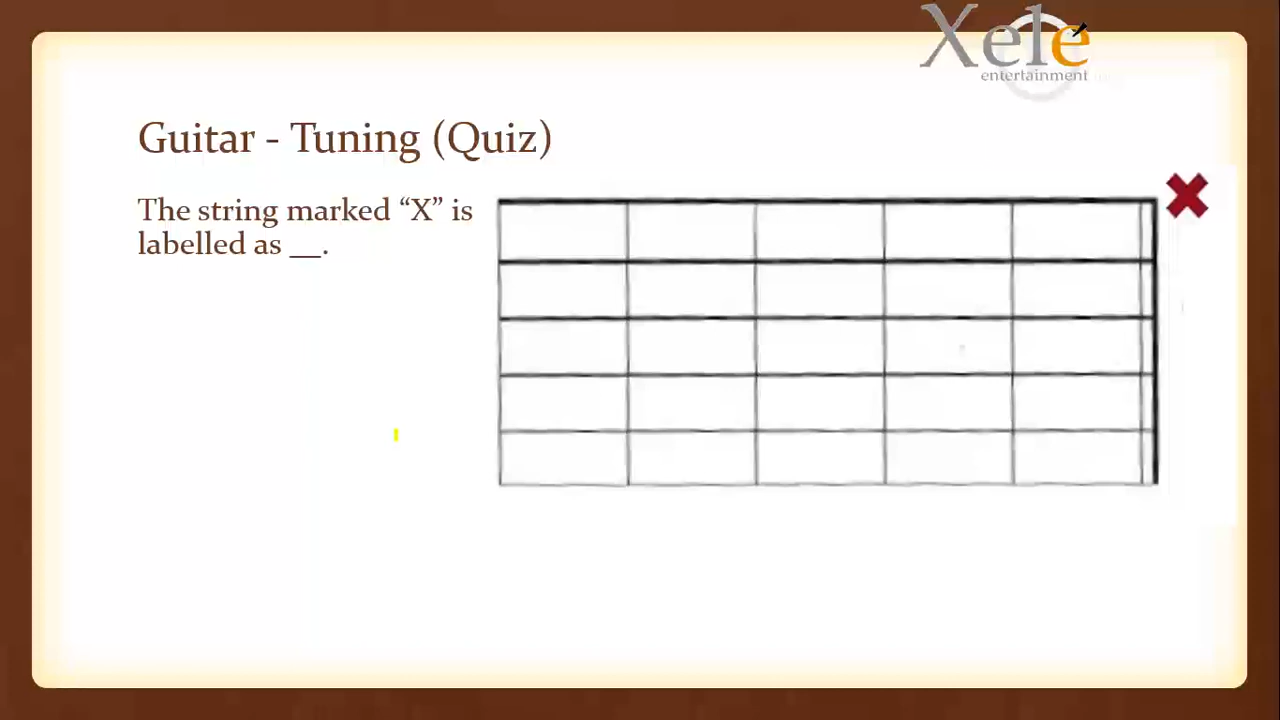 Xele
entertainment
Guitar - Tuning (Quiz)
The string marked “X” is
labelled as __.